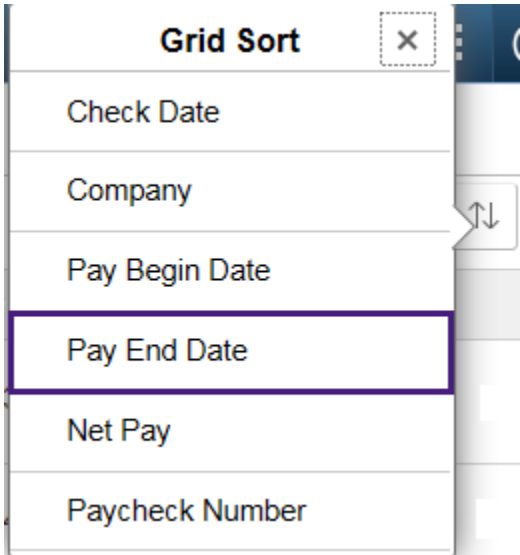 Grid Sort
Check Date
Company
Pay Begin Date
Pay End Date
Net Pay
Paycheck Number